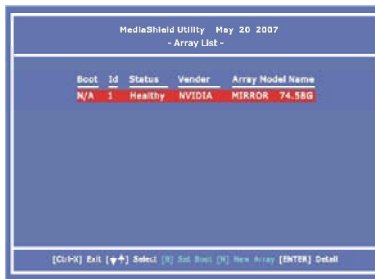 MediaShield Utility May 20 2007
- Array List -
Boot Id Status Vender Array Model Name
N/A 1 Healthy NVIDIA MIRROR 74.58G
[Ctrl-X] Exit [↓↑] Select [B] Set Boot [N] New Array [ENTER] Detail